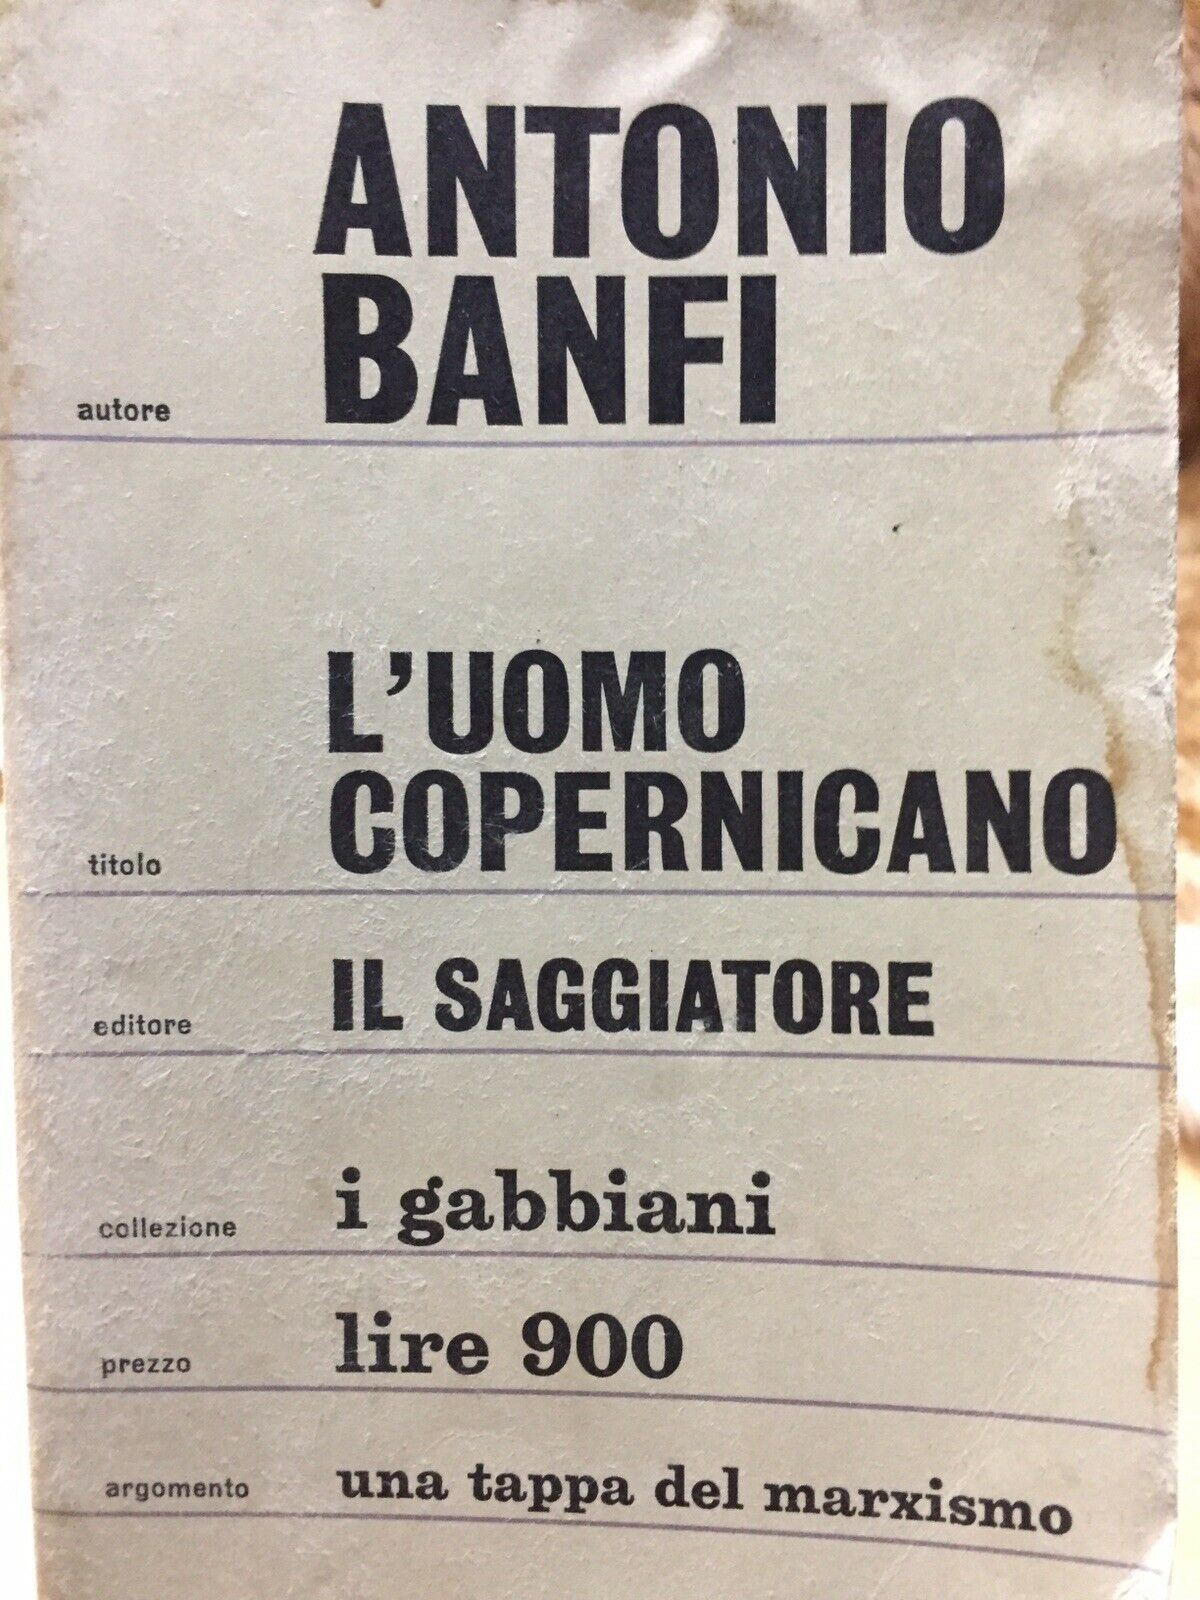 ANTONIO
autore BANFI
L'UOMO
titolo COPERNICANO
editore IL SAGGIATORE
collezione i gabbiani
prezzo lire 900
argomento una tappa del marxismo